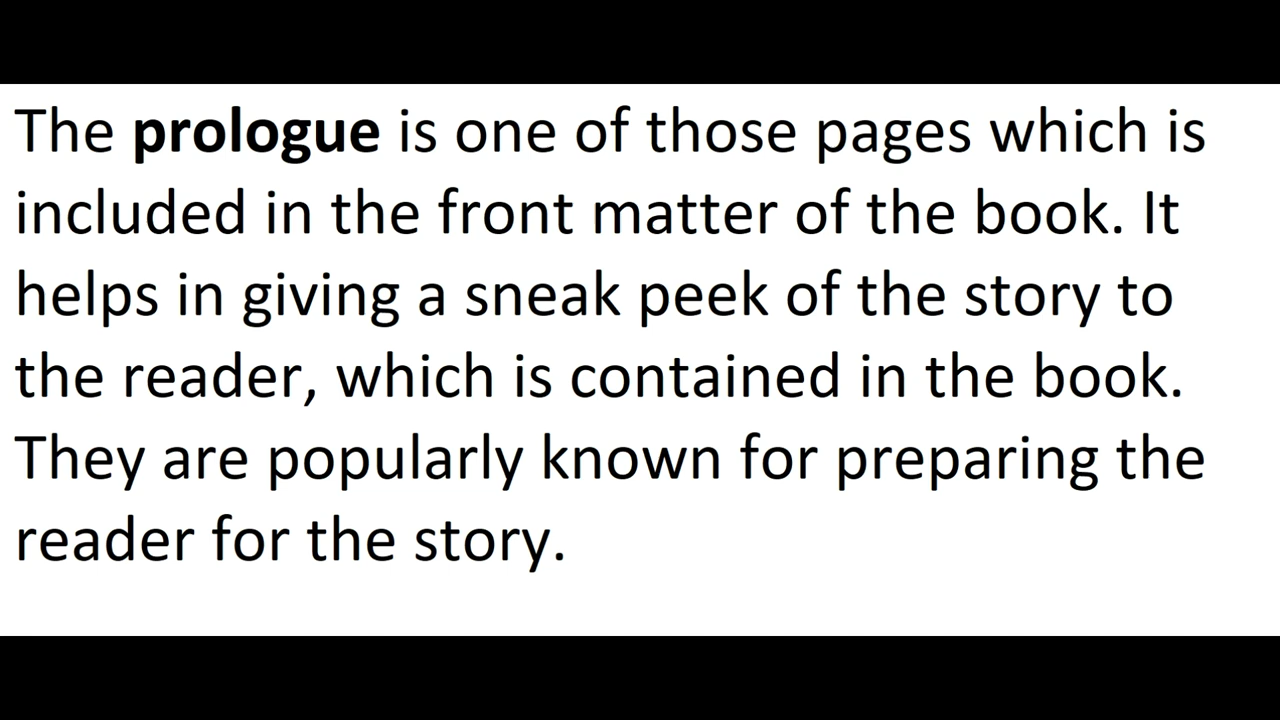 The prologue is one of those pages which is
included in the front matter of the book. It
helps in giving a sneak peek of the story to
the reader, which is contained in the book.
They are popularly known for preparing the
reader for the story.